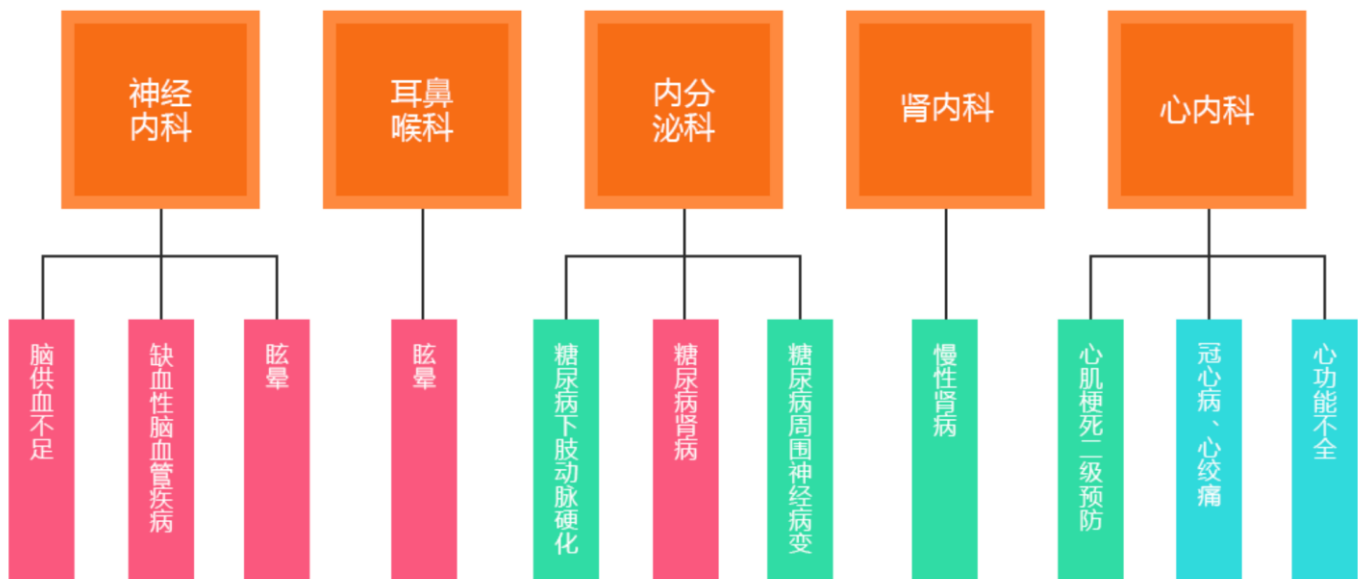 神经
内科
耳鼻
喉科
内分
泌科
肾内科
心内科
脑供血不足
缺血性脑血管疾病
眩晕
眩晕
糖尿病下肢动脉硬化
糖尿病肾病
糖尿病周围神经病变
慢性肾病
心肌梗死二级预防
冠心病、心绞痛
心功能不全